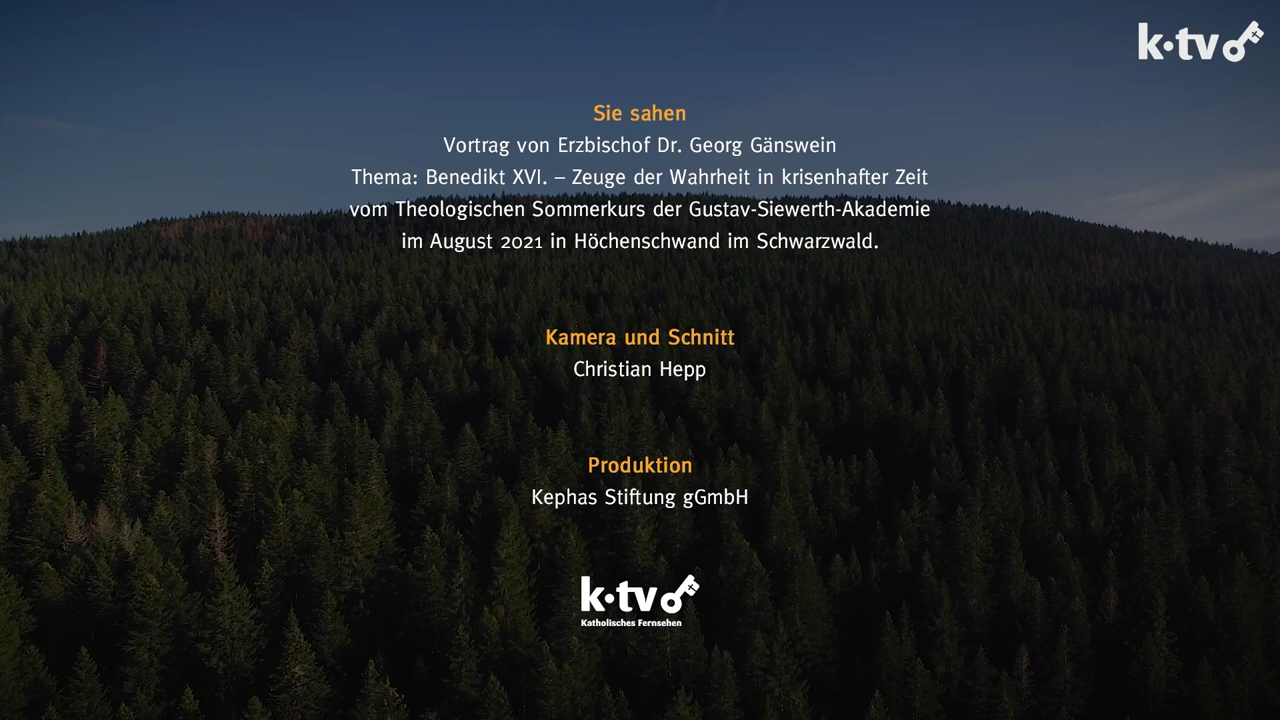 k·tv
Sie sahen
Vortrag von Erzbischof Dr. Georg Gänswein
Thema: Benedikt XVI. – Zeuge der Wahrheit in krisenhafter Zeit
vom Theologischen Sommerkurs der Gustav-Siewerth-Akademie
im August 2021 in Höchenschwand im Schwarzwald.
Kamera und Schnitt
Christian Hepp
Produktion
Kephas Stiftung gGmbH
k·tv
Katholisches Fernsehen